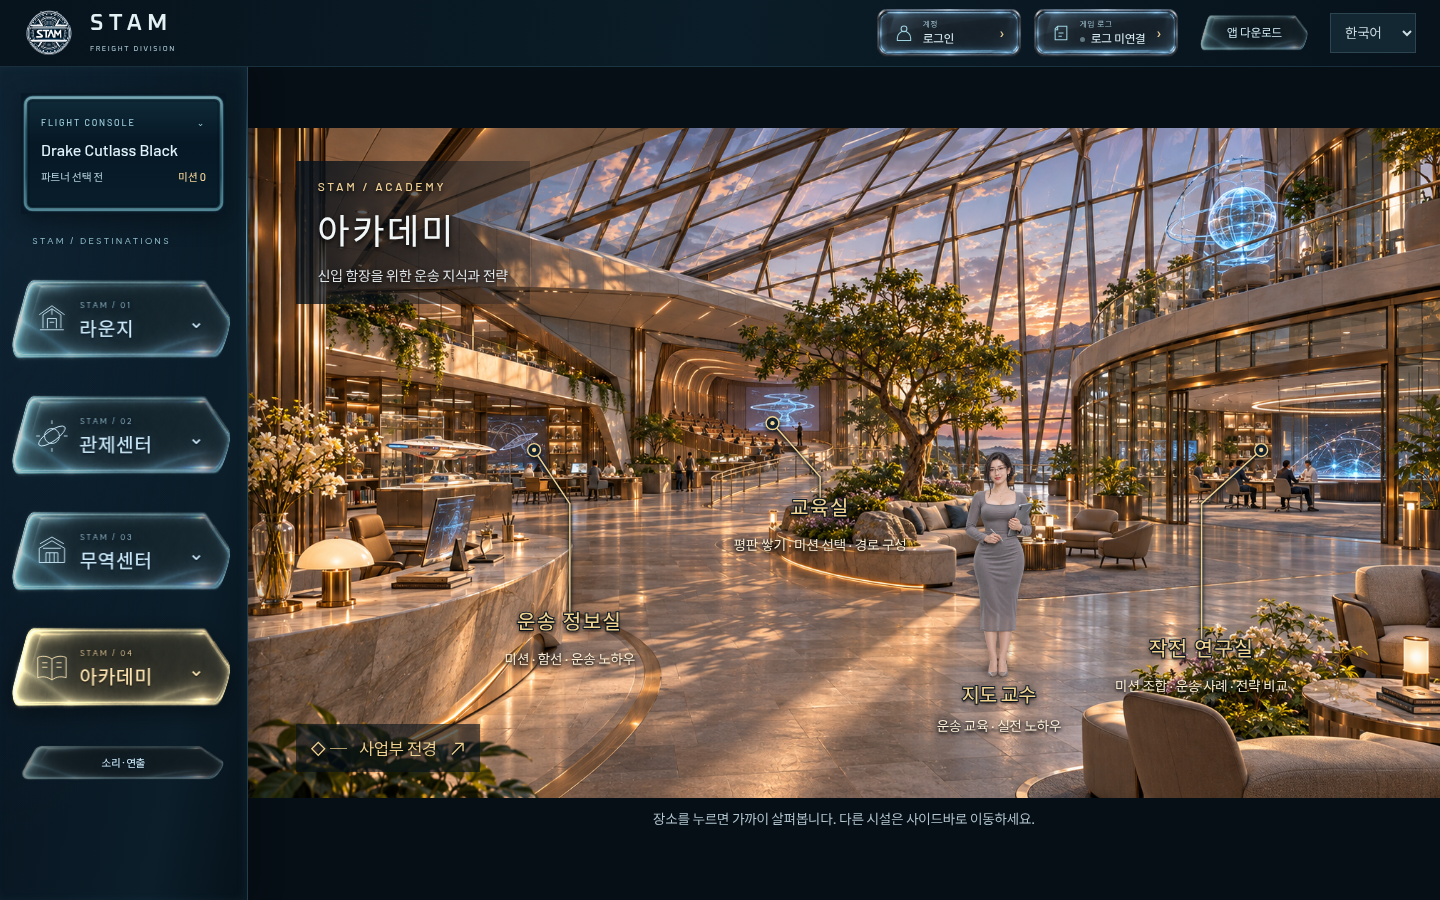 STAM
STAM
FREIGHT DIVISION
계정
로그인
게임 로그
로그 미연결
앱 다운로드
한국어
FLIGHT CONSOLE
Drake Cutlass Black
파트너 선택 전
미션 0
STAM / DESTINATIONS
STAM / 01
라운지
STAM / 02
관제센터
STAM / 03
무역센터
STAM / 04
아카데미
소리 · 연출
STAM / ACADEMY
아카데미
신입 함장을 위한 운송 지식과 전략
교육실
평판 쌓기 · 미션 선택 · 경로 구성
운송 정보실
미션 · 함선 · 운송 노하우
작전 연구실
미션 조합 · 운송 사례 · 전략 비교
지도 교수
운송 교육 · 실전 노하우
사업부 전경
장소를 누르면 가까이 살펴봅니다. 다른 시설은 사이드바로 이동하세요.